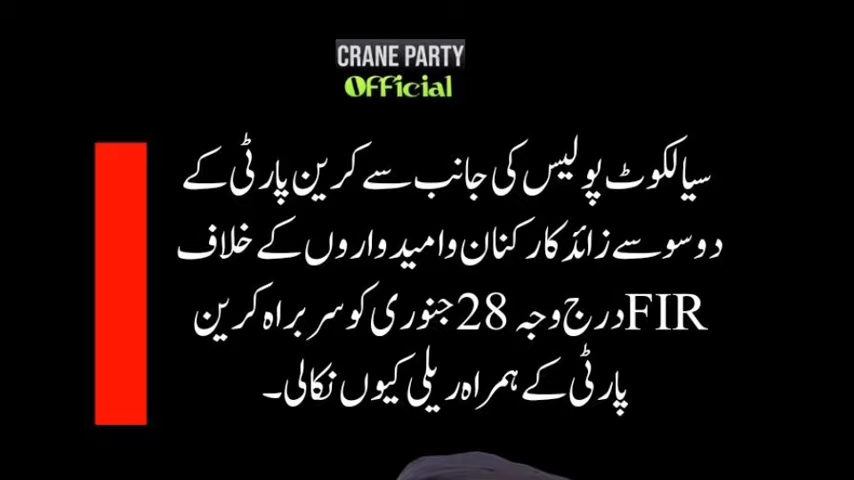 CRANE PARTY
Official
سیالکوٹ پولیس کی جانب سے کرین پارٹی کے
دو سو سے زائد کارکنان و امیدواروں کے خلاف
FIR درج وجہ 28 جنوری کو سربراہ کرین
پارٹی کے ہمراہ ریلی کیوں نکالی۔